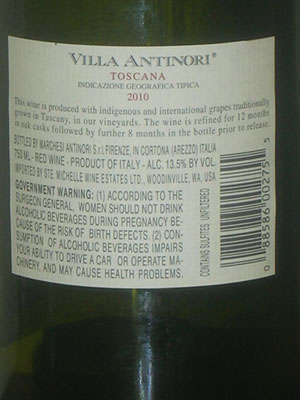 VILLA ANTINORI®
TOSCANA
INDICAZIONE GEOGRAFICA TIPICA
2010
This wine is produced with indigenous and international grapes traditionally
grown in Tuscany, in our vineyards. The wine is refined for 12 months
in oak casks followed by further 8 months in the bottle prior to release.
BOTTLED BY MARCHESI ANTINORI S.r.l. FIRENZE, IN CORTONA (AREZZO) ITALIA
750 ML - RED WINE - PRODUCT OF ITALY - ALC. 13.5% BY VOL.
IMPORTED BY STE. MICHELLE WINE ESTATES LTD., WOODINVILLE, WA, USA
GOVERNMENT WARNING: (1) ACCORDING TO THE
SURGEON GENERAL, WOMEN SHOULD NOT DRINK
ALCOHOLIC BEVERAGES DURING PREGNANCY BE-
CAUSE OF THE RISK OF BIRTH DEFECTS. (2) CON-
SUMPTION OF ALCOHOLIC BEVERAGES IMPAIRS
YOUR ABILITY TO DRIVE A CAR OR OPERATE MA-
CHINERY, AND MAY CAUSE HEALTH PROBLEMS.
CONTAINS SULFITES UNFILTERED
0 88586 00275 5